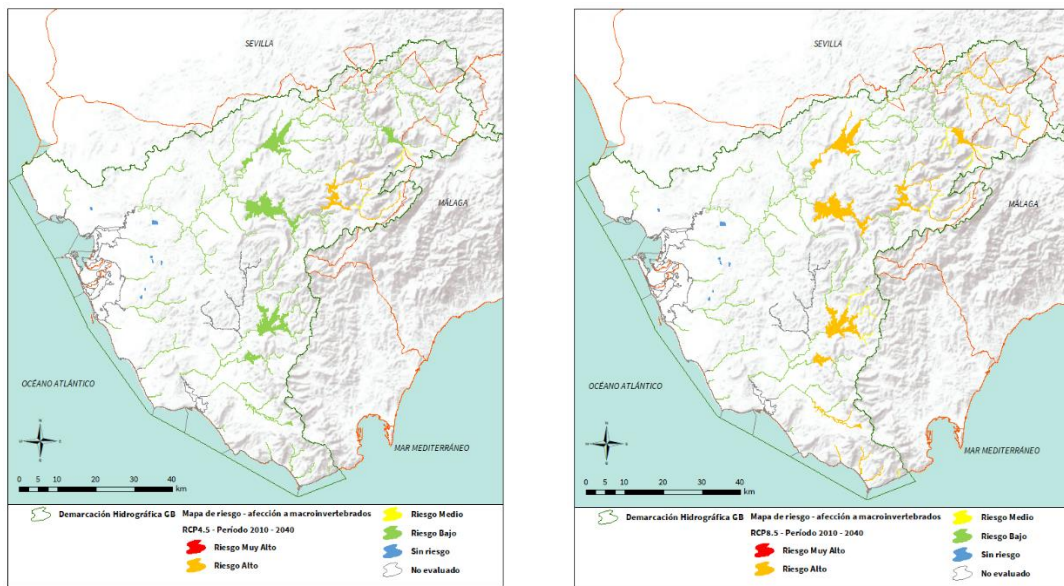 SEVILLA
MÁLAGA
OCÉANO ATLÁNTICO
MAR MEDITERRÁNEO
N
S
0 5 10 20 30 40
km
Demarcación Hidrográfica GB
Mapa de riesgo - afección a macroinvertebrados
RCP4.5 - Período 2010 - 2040
Riesgo Muy Alto
Riesgo Alto
Riesgo Medio
Riesgo Bajo
Sin riesgo
No evaluado
SEVILLA
MÁLAGA
OCÉANO ATLÁNTICO
MAR MEDITERRÁNEO
N
S
0 5 10 20 30 40
km
Demarcación Hidrográfica GB
Mapa de riesgo - afección a macroinvertebrados
RCP8.5 - Período 2010 - 2040
Riesgo Muy Alto
Riesgo Alto
Riesgo Medio
Riesgo Bajo
Sin riesgo
No evaluado